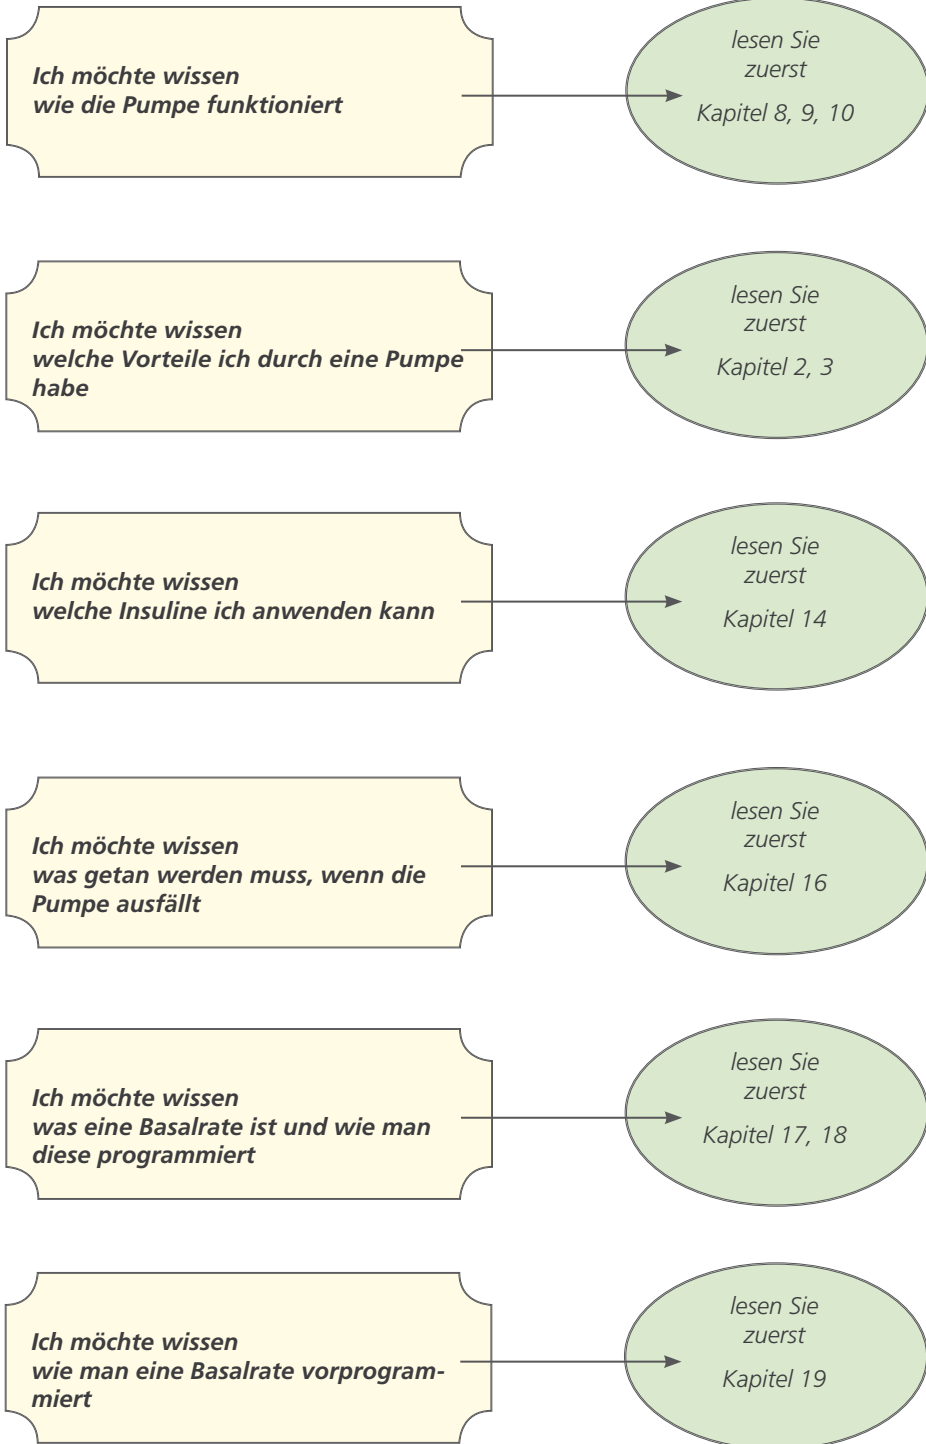 Ich möchte wissen
wie die Pumpe funktioniert
lesen Sie
zuerst
Kapitel 8, 9, 10
Ich möchte wissen
welche Vorteile ich durch eine Pumpe
habe
lesen Sie
zuerst
Kapitel 2, 3
Ich möchte wissen
welche Insuline ich anwenden kann
lesen Sie
zuerst
Kapitel 14
Ich möchte wissen
was getan werden muss, wenn die
Pumpe ausfällt
lesen Sie
zuerst
Kapitel 16
Ich möchte wissen
was eine Basalrate ist und wie man
diese programmiert
lesen Sie
zuerst
Kapitel 17, 18
Ich möchte wissen
wie man eine Basalrate vorprogram-
miert
lesen Sie
zuerst
Kapitel 19